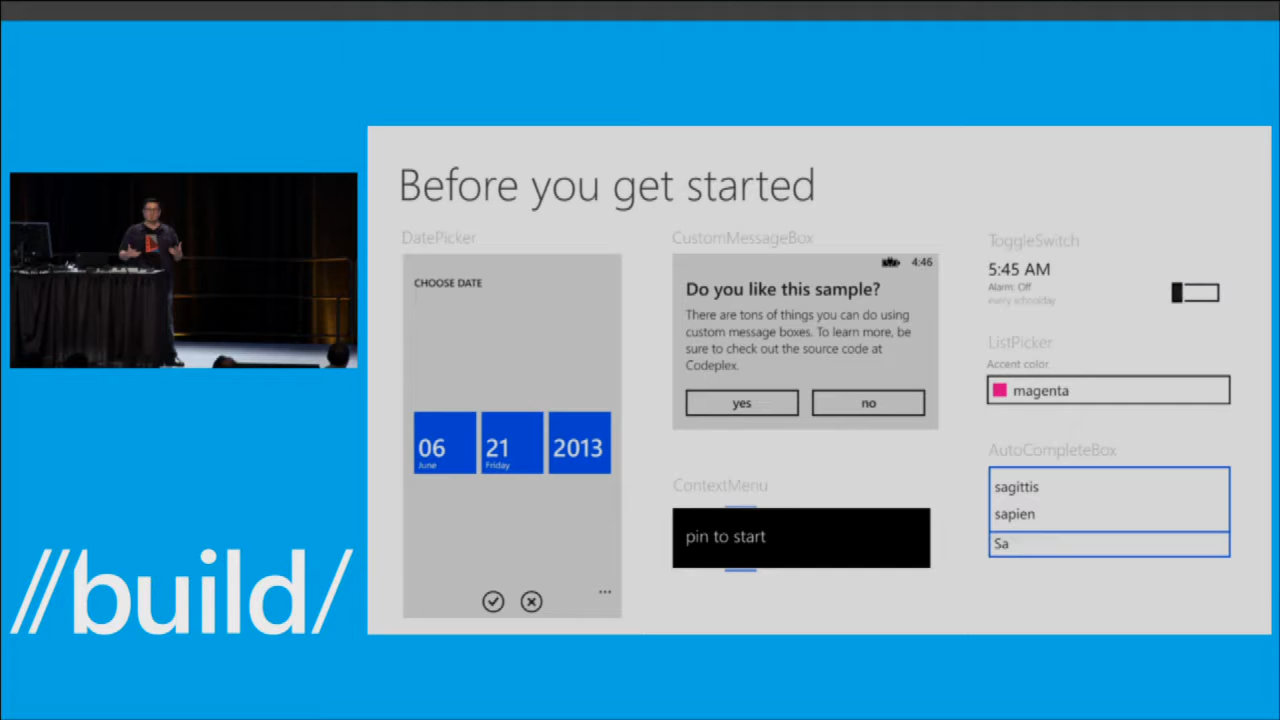 Before you get started
DatePicker
CHOOSE DATE
06
June
21
Friday
2013
...
CustomMessageBox
4:46
Do you like this sample?
There are tons of things you can do using
custom message boxes. To learn more, be
sure to check out the source code at
Codeplex.
yes
no
ContextMenu
pin to start
ToggleSwitch
5:45 AM
Alarm: Off
every schoolday
ListPicker
Accent color
magenta
AutoCompleteBox
sagittis
sapien
Sa
//build/